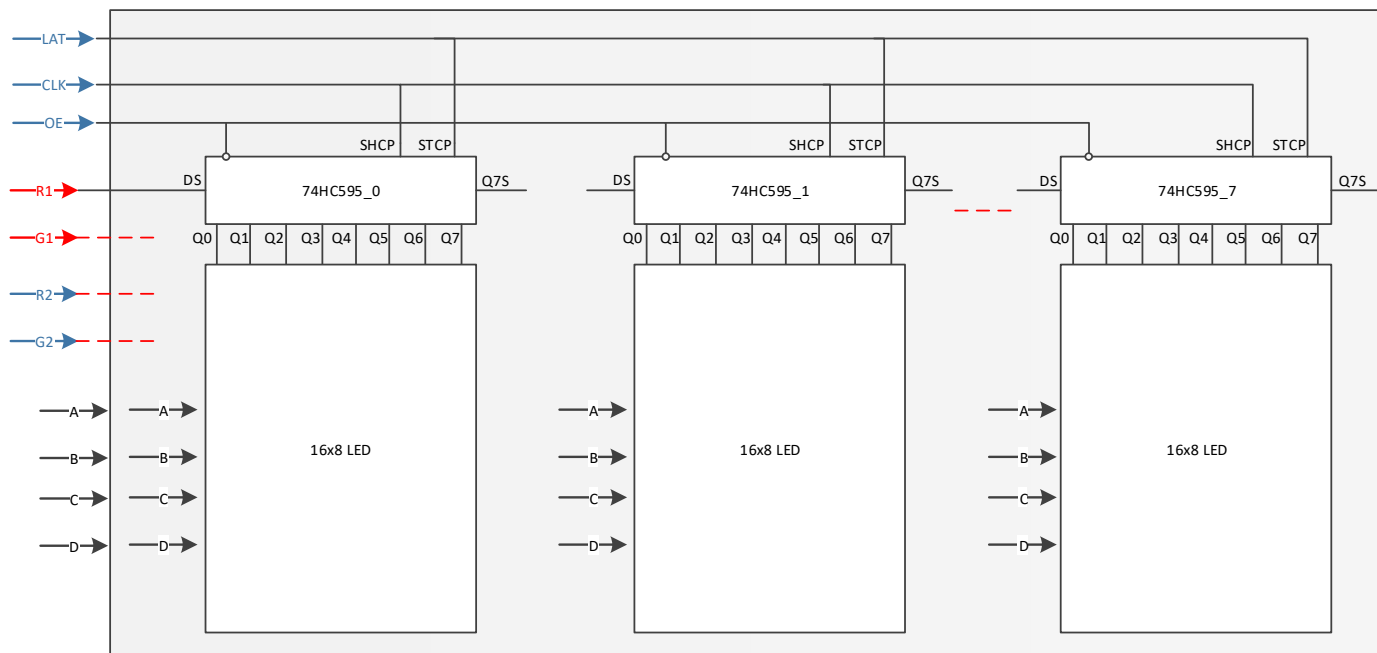 LAT
CLK
OE
SHCP STCP SHCP STCP SHCP STCP
R1 DS 74HC595_0 Q7S DS 74HC595_1 Q7S DS 74HC595_7 Q7S
G1 Q0 Q1 Q2 Q3 Q4 Q5 Q6 Q7 Q0 Q1 Q2 Q3 Q4 Q5 Q6 Q7 Q0 Q1 Q2 Q3 Q4 Q5 Q6 Q7
R2
G2
A A A A
B B 16x8 LED B 16x8 LED B 16x8 LED
C C C C
D D D D